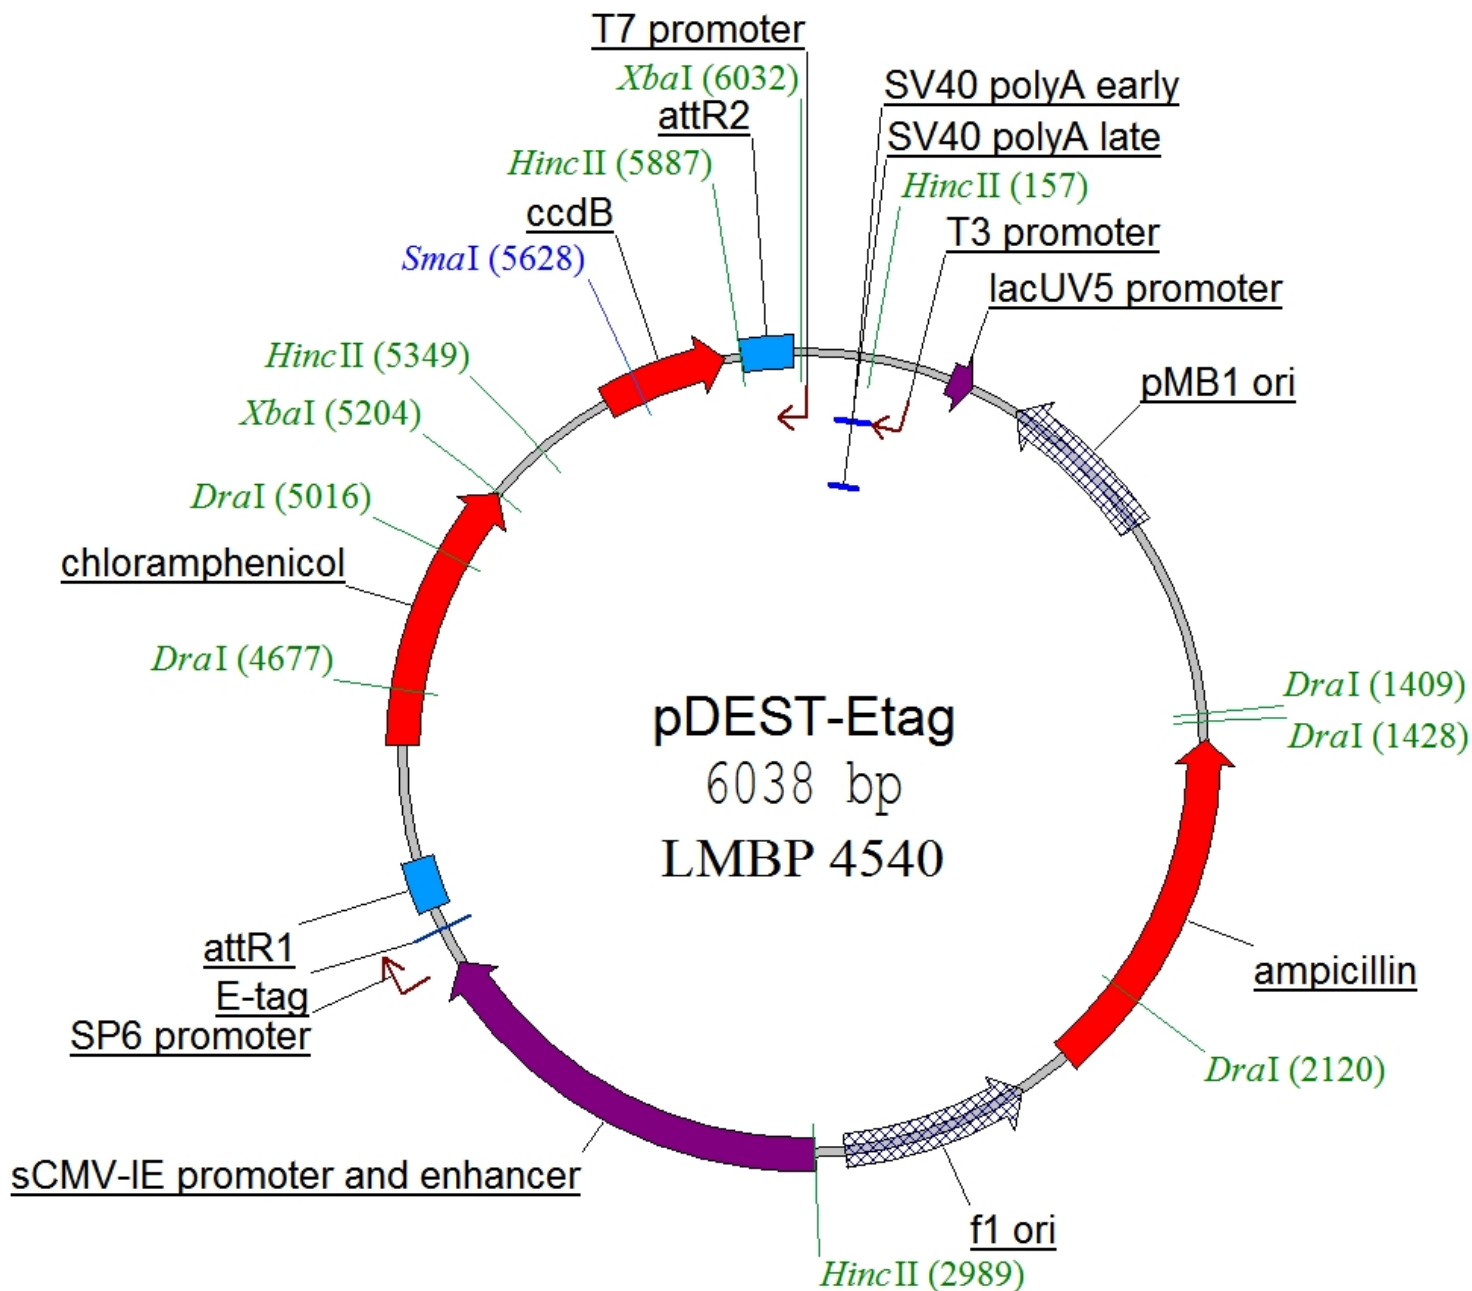 T7 promoter
XbaI (6032)
SV40 polyA early
attR2
SV40 polyA late
HincII (5887)
HincII (157)
ccdB
T3 promoter
SmaI (5628)
lacUV5 promoter
HincII (5349)
pMB1 ori
XbaI (5204)
DraI (5016)
chloramphenicol
DraI (4677)
DraI (1409)
DraI (1428)
pDEST-Etag
6038 bp
LMBP 4540
attR1
ampicillin
E-tag
SP6 promoter
DraI (2120)
sCMV-IE promoter and enhancer
f1 ori
HincII (2989)